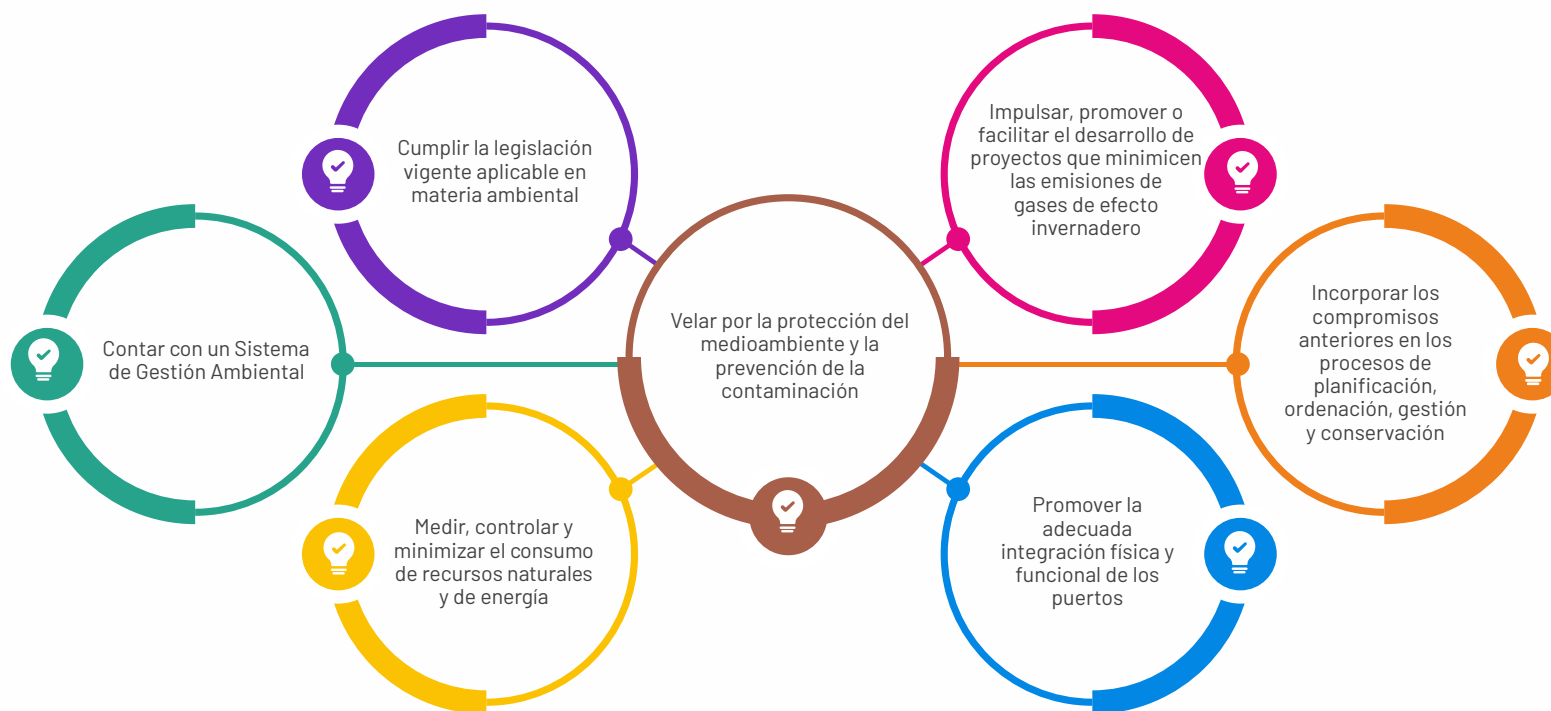 Cumplir la legislación
vigente aplicable en
materia ambiental
Impulsar, promover o
facilitar el desarrollo de
proyectos que minimicen
las emisiones de
gases de efecto
invernadero
Contar con un Sistema
de Gestión Ambiental
Velar por la protección del
medioambiente y la
prevención de la
contaminación
Incorporar los
compromisos
anteriores en los
procesos de
planificación,
ordenación, gestión
y conservación
Medir, controlar y
minimizar el consumo
de recursos naturales
y de energía
Promover la
adecuada
integración física y
funcional de los
puertos